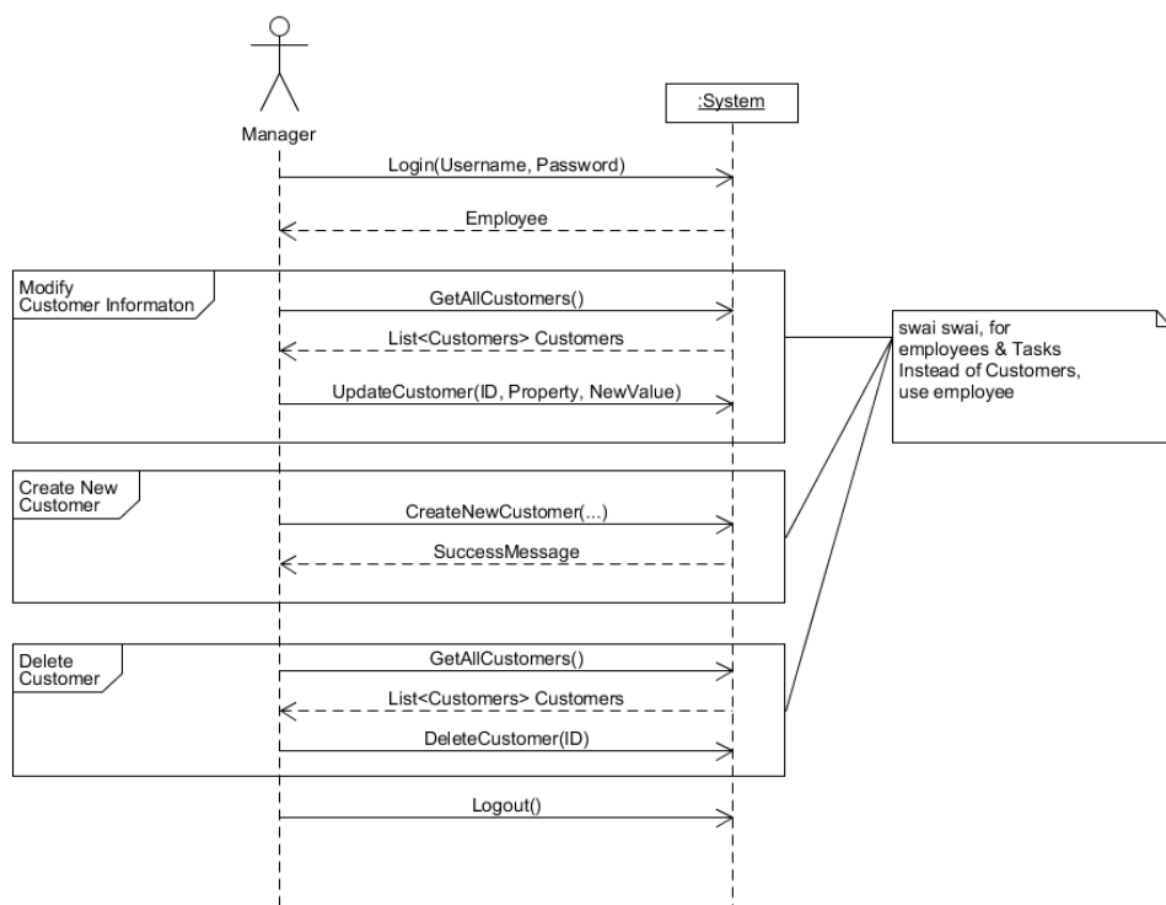 Manager
:System
Login(Username, Password)
Employee
Modify
Customer Informaton
GetAllCustomers()
List<Customers> Customers
UpdateCustomer(ID, Property, NewValue)
swai swai, for
employees & Tasks
Instead of Customers,
use employee
Create New
Customer
CreateNewCustomer(...)
SuccessMessage
Delete
Customer
GetAllCustomers()
List<Customers> Customers
DeleteCustomer(ID)
Logout()